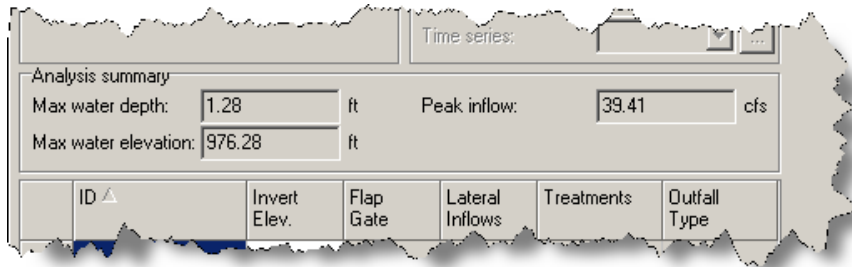 Time series:
...
Analysis summary
Max water depth: 1.28 ft Peak inflow: 39.41 cfs
Max water elevation: 976.28 ft
ID Invert Elev. Flap Gate Lateral Inflows Treatments Outfall Type